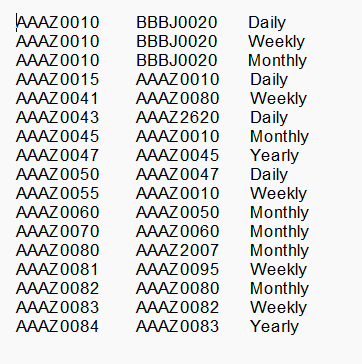 AAAZ0010 BBBJ0020 Daily
AAAZ0010 BBBJ0020 Weekly
AAAZ0010 BBBJ0020 Monthly
AAAZ0015 AAAZ0010 Daily
AAAZ0041 AAAZ0080 Weekly
AAAZ0043 AAAZ2620 Daily
AAAZ0045 AAAZ0010 Monthly
AAAZ0047 AAAZ0045 Yearly
AAAZ0050 AAAZ0047 Daily
AAAZ0055 AAAZ0010 Weekly
AAAZ0060 AAAZ0050 Monthly
AAAZ0070 AAAZ0060 Monthly
AAAZ0080 AAAZ2007 Monthly
AAAZ0081 AAAZ0095 Weekly
AAAZ0082 AAAZ0080 Monthly
AAAZ0083 AAAZ0082 Weekly
AAAZ0084 AAAZ0083 Yearly